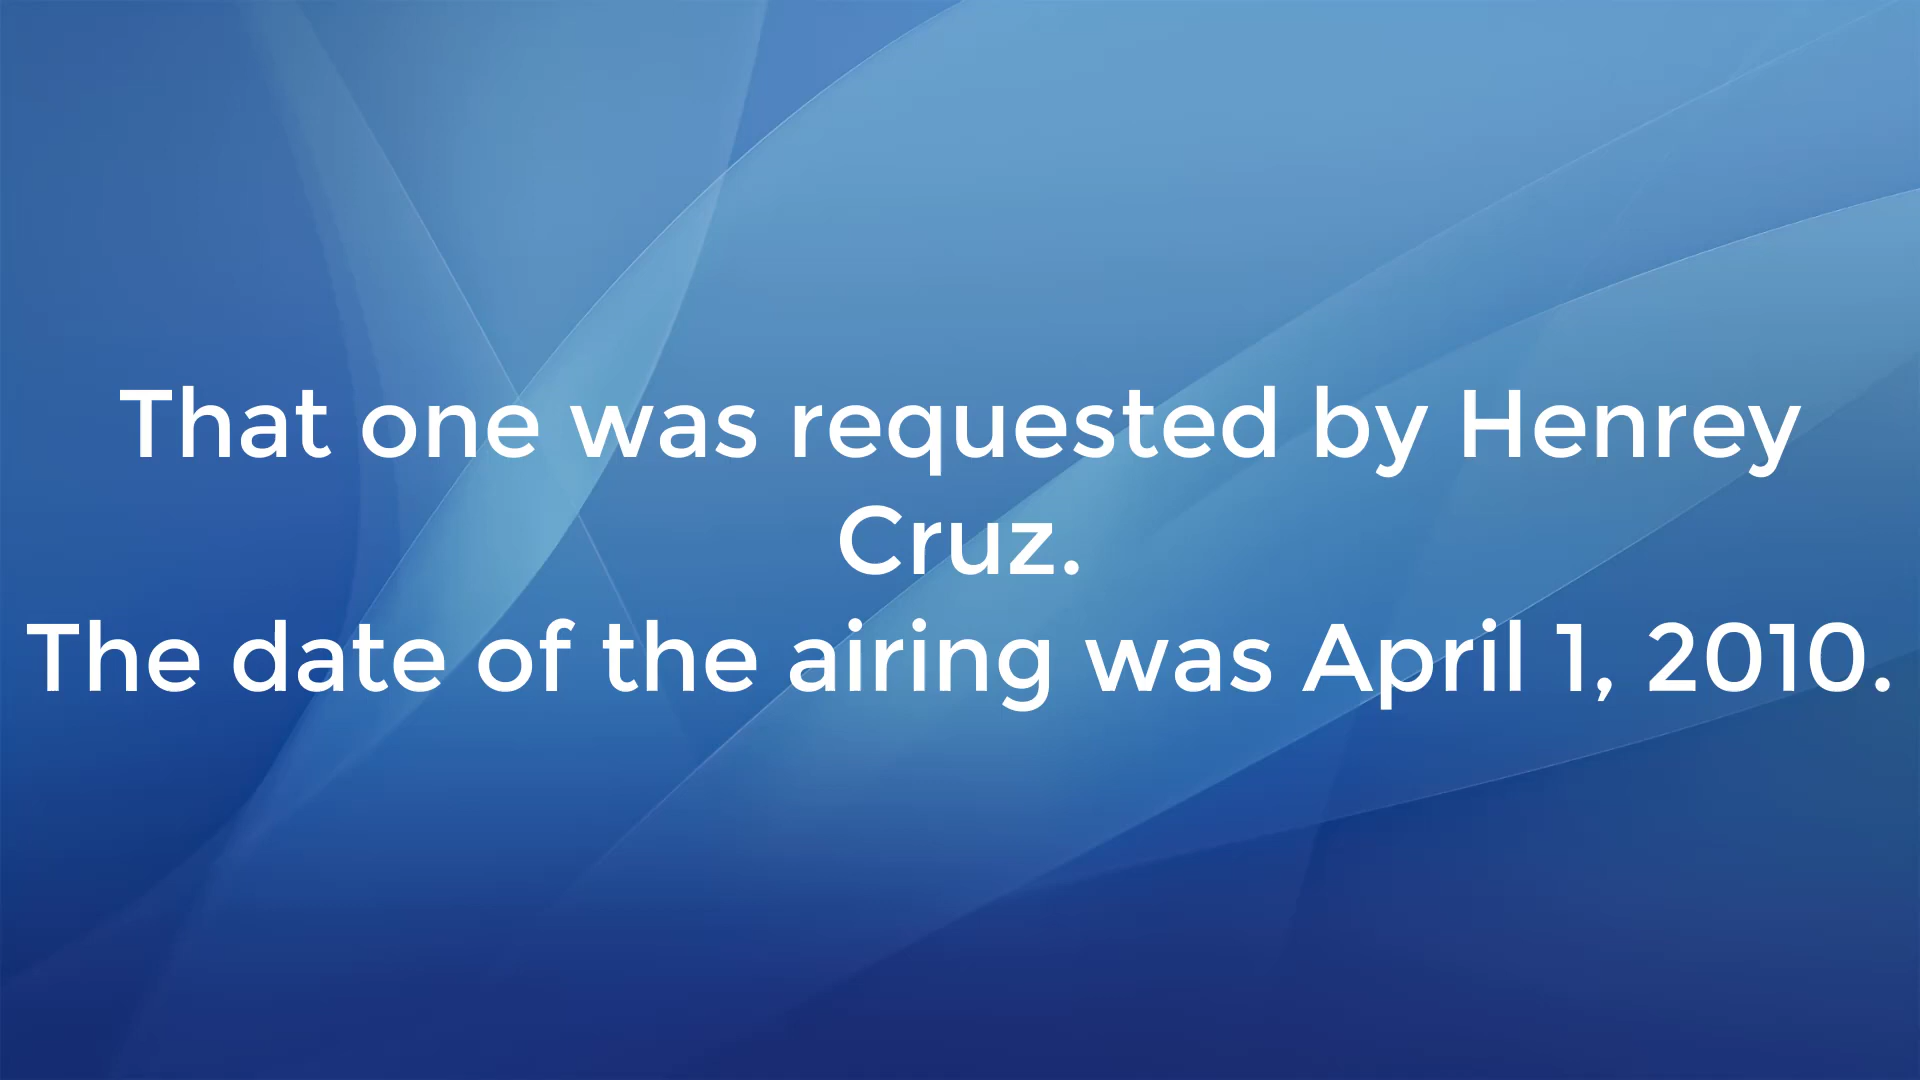 That one was requested by Henrey
Cruz.
The date of the airing was April 1, 2010.